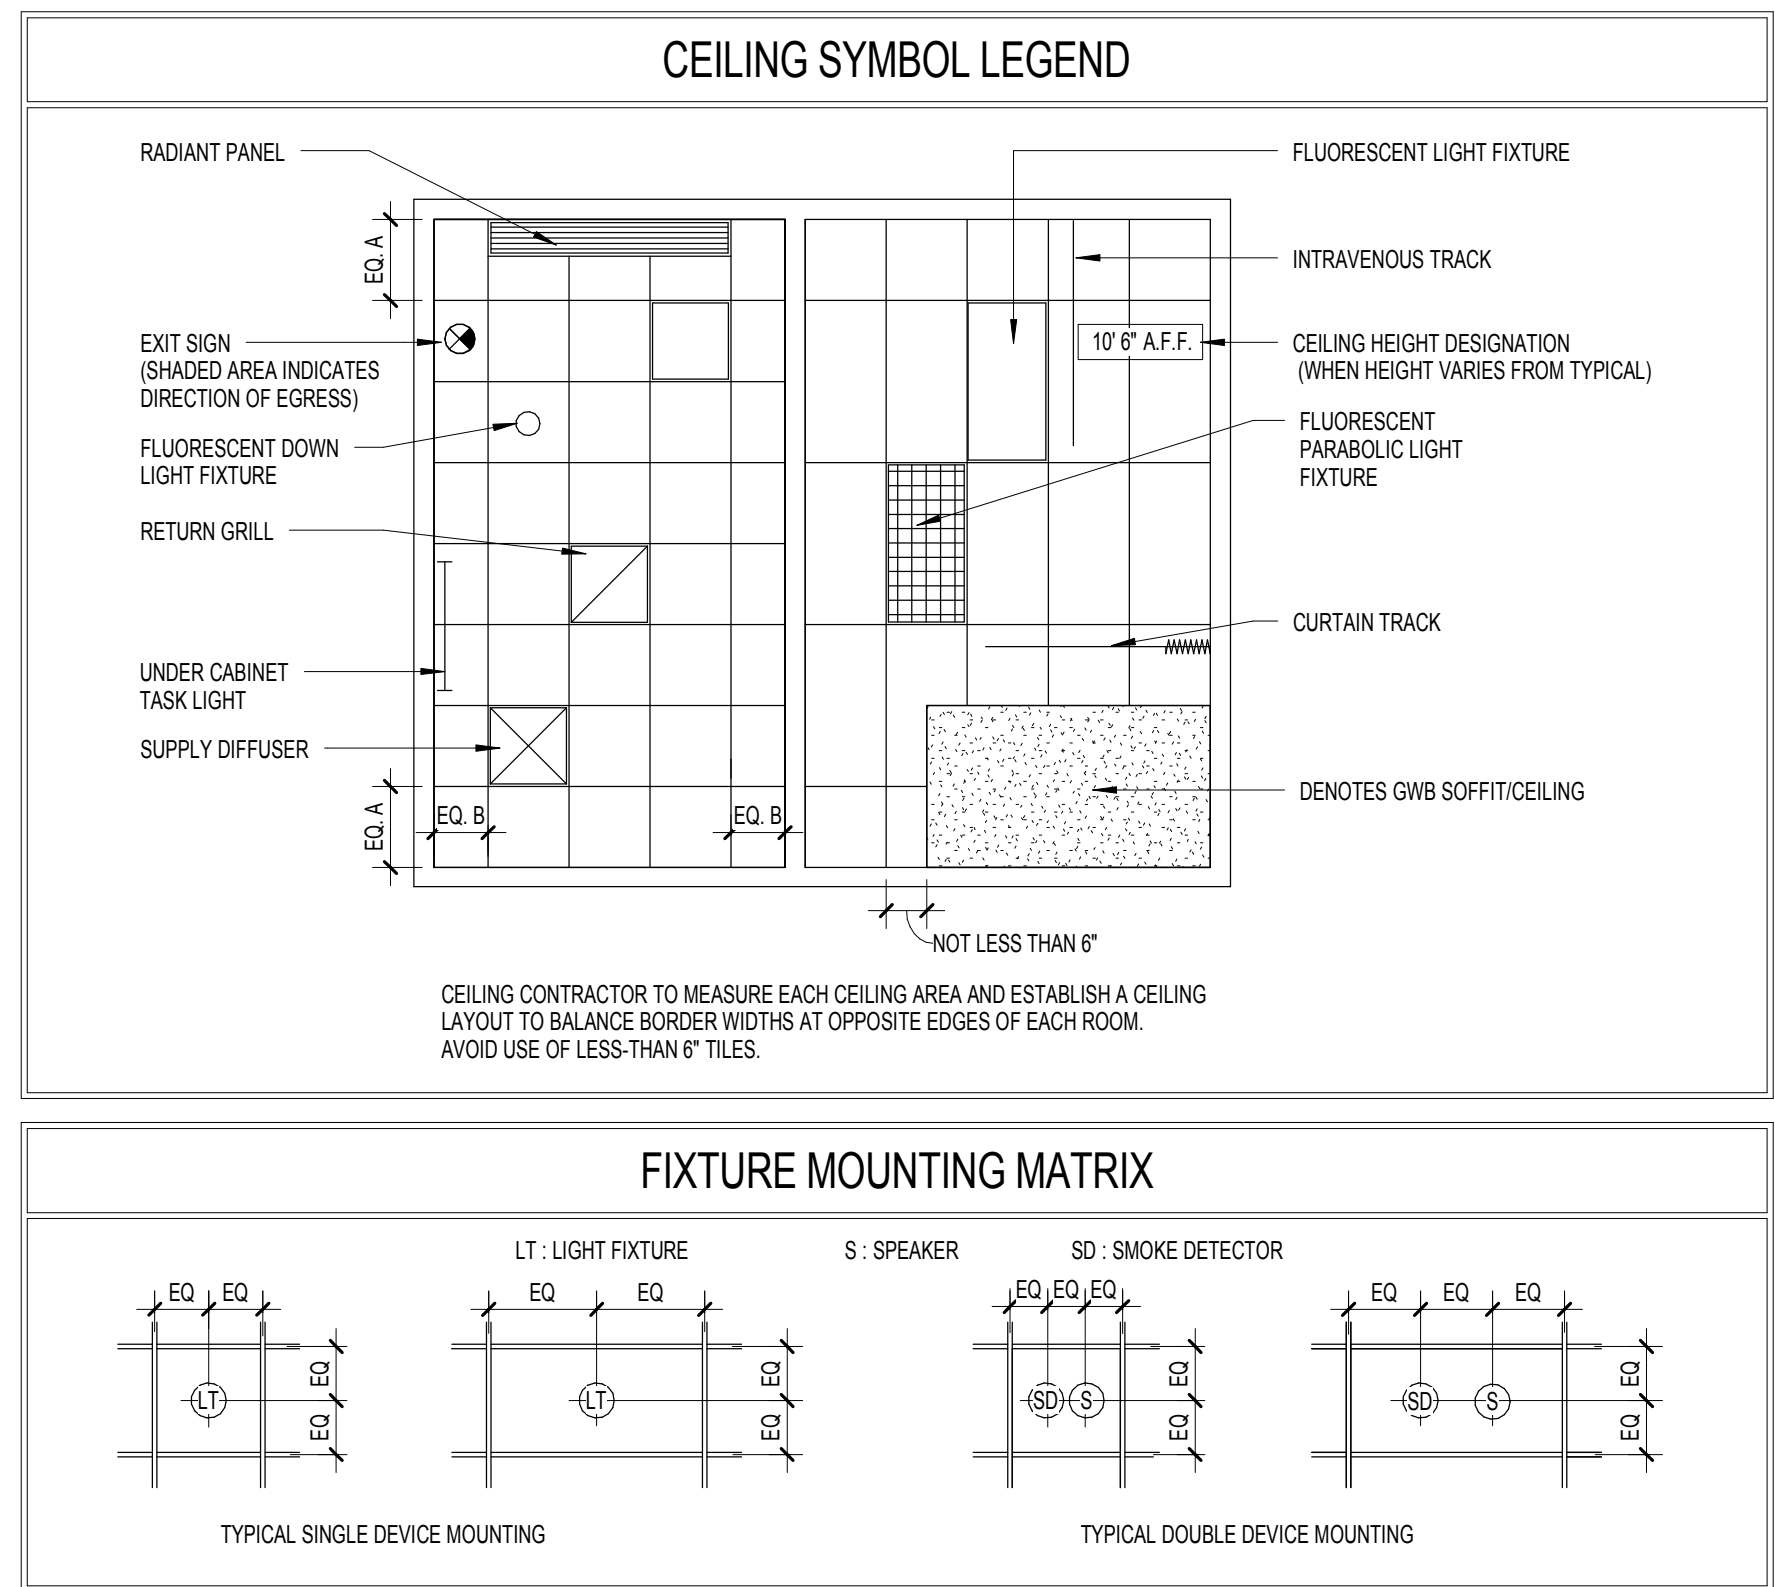 CEILING SYMBOL LEGEND
RADIANT PANEL
FLUORESCENT LIGHT FIXTURE
EQ. A
INTRAVENOUS TRACK
EXIT SIGN
(SHADED AREA INDICATES
DIRECTION OF EGRESS)
10' 6" A.F.F.
CEILING HEIGHT DESIGNATION
(WHEN HEIGHT VARIES FROM TYPICAL)
FLUORESCENT DOWN
LIGHT FIXTURE
FLUORESCENT
PARABOLIC LIGHT
FIXTURE
RETURN GRILL
CURTAIN TRACK
UNDER CABINET
TASK LIGHT
SUPPLY DIFFUSER
DENOTES GWB SOFFIT/CEILING
EQ. A
EQ. B
EQ. B
NOT LESS THAN 6"
CEILING CONTRACTOR TO MEASURE EACH CEILING AREA AND ESTABLISH A CEILING
LAYOUT TO BALANCE BORDER WIDTHS AT OPPOSITE EDGES OF EACH ROOM.
AVOID USE OF LESS-THAN 6" TILES.
FIXTURE MOUNTING MATRIX
LT : LIGHT FIXTURE
S : SPEAKER
SD : SMOKE DETECTOR
EQ EQ
EQ
LT
EQ
EQ EQ
EQ
LT
EQ
TYPICAL SINGLE DEVICE MOUNTING
EQ EQ EQ
EQ
SD S
EQ
EQ EQ EQ
EQ
SD S
EQ
TYPICAL DOUBLE DEVICE MOUNTING